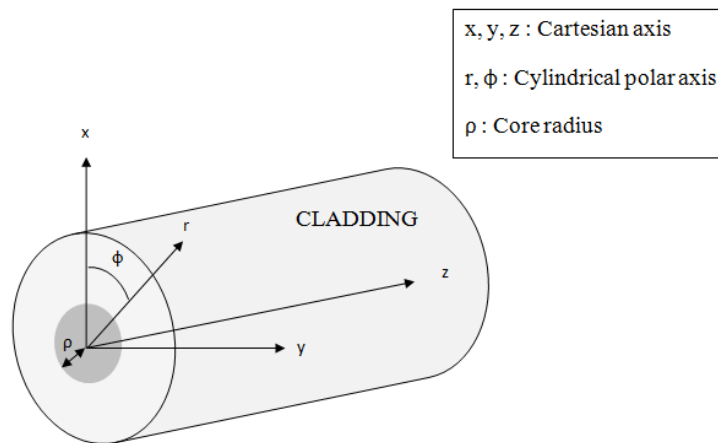 x, y, z : Cartesian axis
r, ϕ : Cylindrical polar axis
ρ : Core radius
x
r
CLADDING
ϕ
z
ρ
y